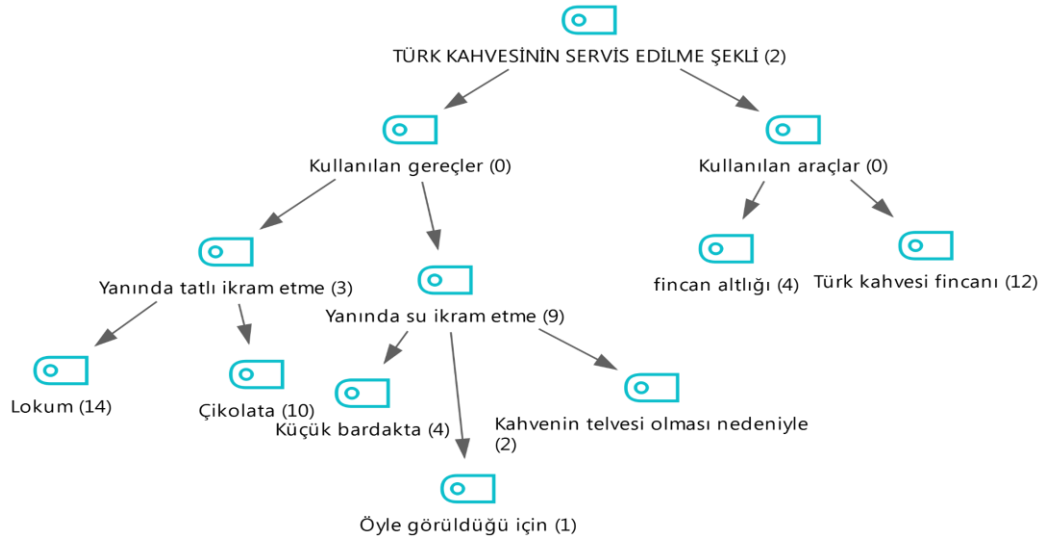 TÜRK KAHVESİNİN SERVİS EDİLME ŞEKLİ (2)
Kullanılan gereçler (0)
Kullanılan araçlar (0)
Yanında tatlı ikram etme (3)
Yanında su ikram etme (9)
fincan altlığı (4)
Türk kahvesi fincanı (12)
Lokum (14)
Çikolata (10)
Küçük bardakta (4)
Kahvenin telvesi olması nedeniyle
(2)
Öyle görüldüğü için (1)